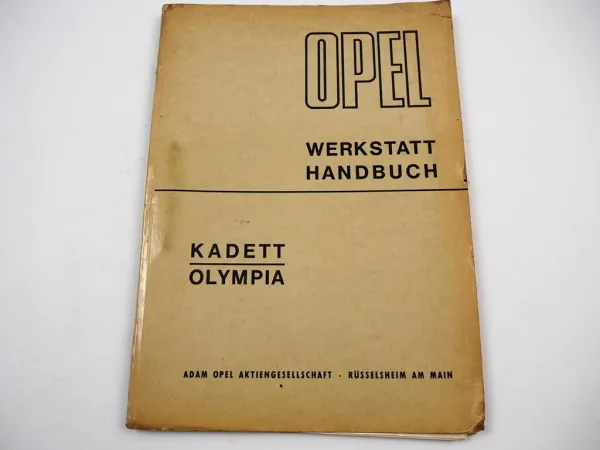 OPEL
WERKSTATT
HANDBUCH
KADETT
OLYMPIA
ADAM OPEL AKTIENGESELLSCHAFT · RÜSSELSHEIM AM MAIN